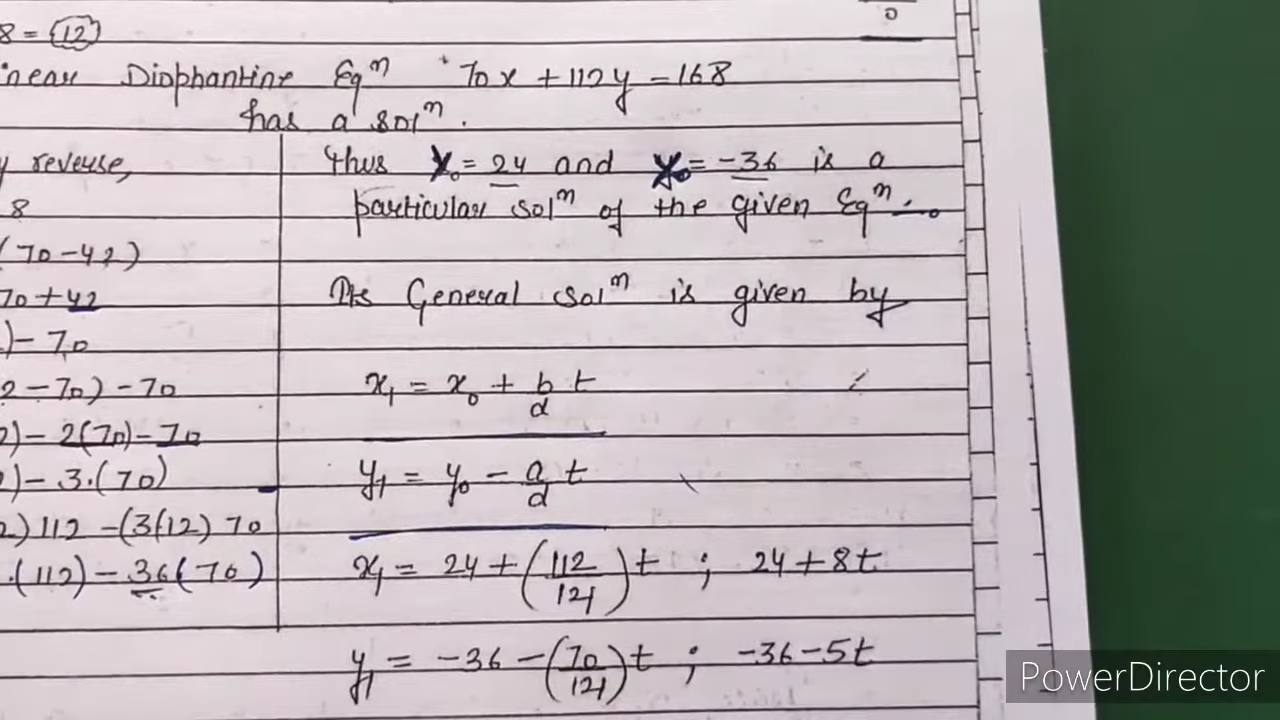 0
8 = 12
inear Diophantine Eqⁿ 70x + 112y = 168
has a solⁿ.
y reverse,
8
(70-42)
70 + 42
) - 70
2 - 70) - 70
2) - 2(70) - 70
) - 3.(70)
2) 112 - (3(12) 70
.(112) - 36(70)
thus x₀ = 24 and y₀ = -36 is a
particular solⁿ of the given Eqⁿ.
Its General solⁿ is given by
x₁ = x₀ + b/d t
y₁ = y₀ - a/d t
x₁ = 24 + (112/14) t ; 24 + 8t
y₁ = -36 - (70/14) t ; -36 - 5t
PowerDirector